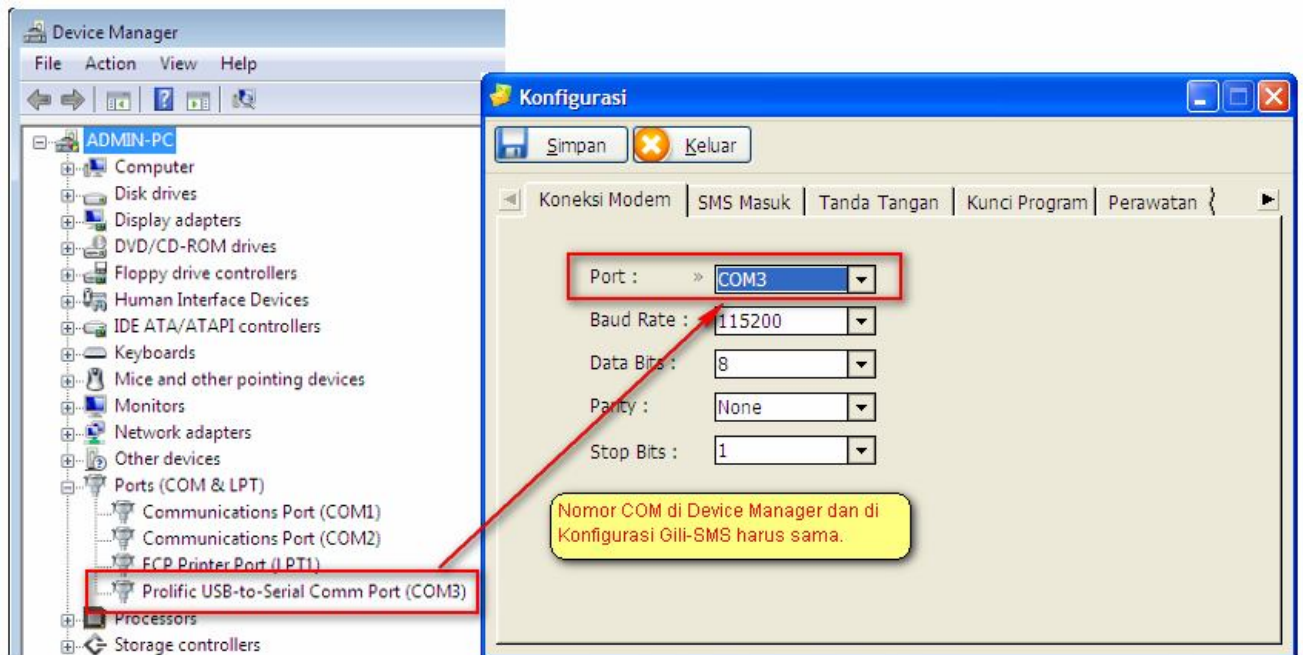 Device Manager
File Action View Help
ADMIN-PC
Computer
Disk drives
Display adapters
DVD/CD-ROM drives
Floppy drive controllers
Human Interface Devices
IDE ATA/ATAPI controllers
Keyboards
Mice and other pointing devices
Monitors
Network adapters
Other devices
Ports (COM & LPT)
Communications Port (COM1)
Communications Port (COM2)
ECP Printer Port (LPT1)
Prolific USB-to-Serial Comm Port (COM3)
Processors
Storage controllers
Konfigurasi
Simpan Keluar
Koneksi Modem SMS Masuk Tanda Tangan Kunci Program Perawatan
Port : » COM3
Baud Rate : 115200
Data Bits : 8
Parity : None
Stop Bits : 1
Nomor COM di Device Manager dan di
Konfigurasi Gili-SMS harus sama.